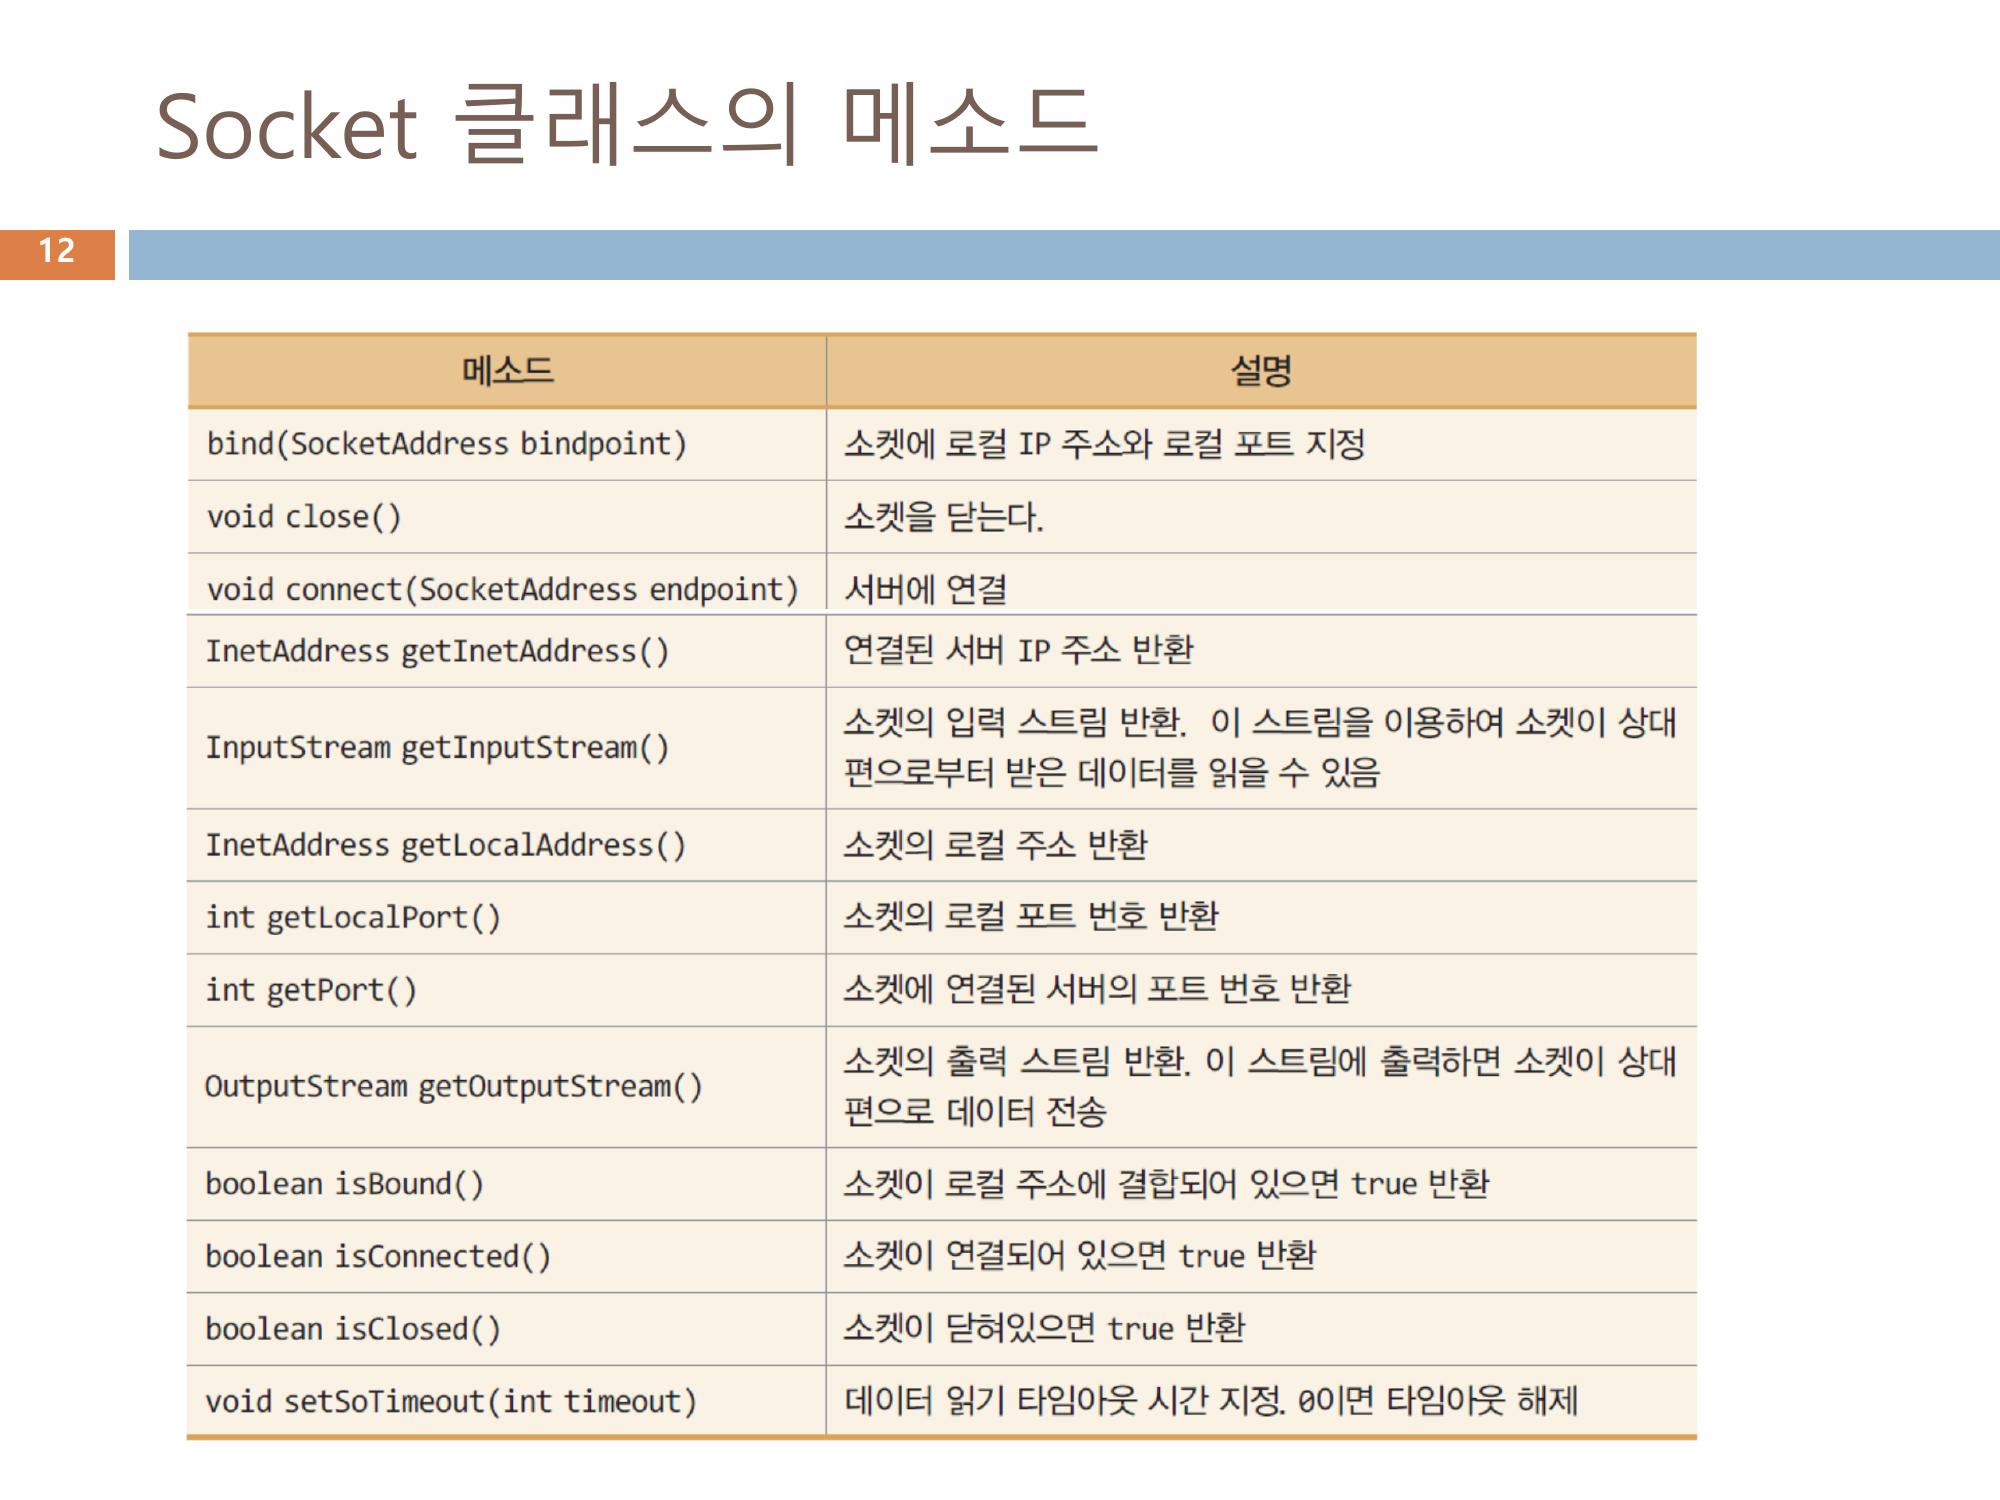 Socket 클래스의 메소드
12
메소드 설명
bind(SocketAddress bindpoint) 소켓에 로컬 IP 주소와 로컬 포트 지정
void close() 소켓을 닫는다.
void connect(SocketAddress endpoint) 서버에 연결
InetAddress getInetAddress() 연결된 서버 IP 주소 반환
InputStream getInputStream() 소켓의 입력 스트림 반환. 이 스트림을 이용하여 소켓이 상대
편으로부터 받은 데이터를 읽을 수 있음
InetAddress getLocalAddress() 소켓의 로컬 주소 반환
int getLocalPort() 소켓의 로컬 포트 번호 반환
int getPort() 소켓에 연결된 서버의 포트 번호 반환
OutputStream getOutputStream() 소켓의 출력 스트림 반환. 이 스트림에 출력하면 소켓이 상대
편으로 데이터 전송
boolean isBound() 소켓이 로컬 주소에 결합되어 있으면 true 반환
boolean isConnected() 소켓이 연결되어 있으면 true 반환
boolean isClosed() 소켓이 닫혀있으면 true 반환
void setSoTimeout(int timeout) 데이터 읽기 타임아웃 시간 지정. 0이면 타임아웃 해제